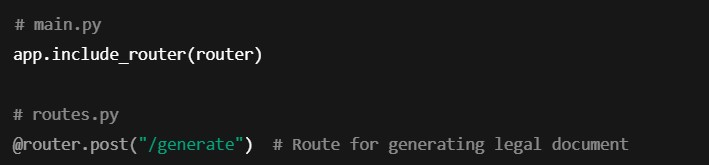 # main.py
app.include_router(router)
# routes.py
@router.post("/generate")  # Route for generating legal document